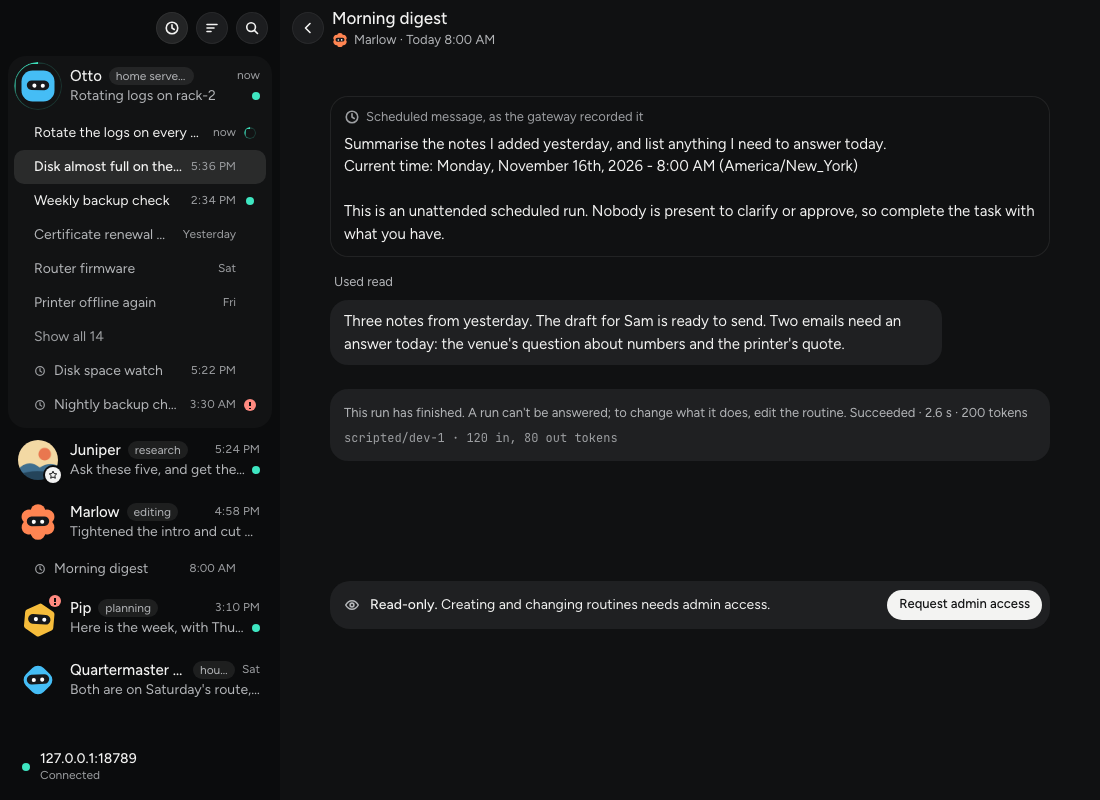 Otto
home serve...
now
Rotating logs on rack-2
Rotate the logs on every ...
now
Disk almost full on the...
5:36 PM
Weekly backup check
2:34 PM
Certificate renewal ...
Yesterday
Router firmware
Sat
Printer offline again
Fri
Show all 14
Disk space watch
5:22 PM
Nightly backup ch...
3:30 AM
Juniper
research
5:24 PM
Ask these five, and get the...
Marlow
editing
4:58 PM
Tightened the intro and cut ...
Morning digest
8:00 AM
Pip
planning
3:10 PM
Here is the week, with Thu...
Quartermaster ...
hou...
Sat
Both are on Saturday's route,...
127.0.0.1:18789
Connected
Morning digest
Marlow · Today 8:00 AM
Scheduled message, as the gateway recorded it
Summarise the notes I added yesterday, and list anything I need to answer today.
Current time: Monday, November 16th, 2026 - 8:00 AM (America/New_York)
This is an unattended scheduled run. Nobody is present to clarify or approve, so complete the task with
what you have.
Used read
Three notes from yesterday. The draft for Sam is ready to send. Two emails need an
answer today: the venue's question about numbers and the printer's quote.
This run has finished. A run can't be answered; to change what it does, edit the routine. Succeeded · 2.6 s · 200 tokens
scripted/dev-1 · 120 in, 80 out tokens
Read-only. Creating and changing routines needs admin access.
Request admin access